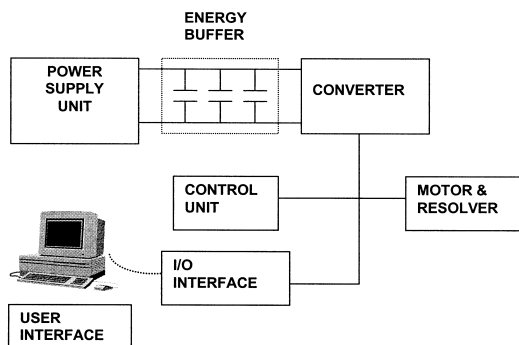 ENERGY
BUFFER
POWER
SUPPLY
UNIT
CONVERTER
CONTROL
UNIT
MOTOR &
RESOLVER
I/O
INTERFACE
USER
INTERFACE